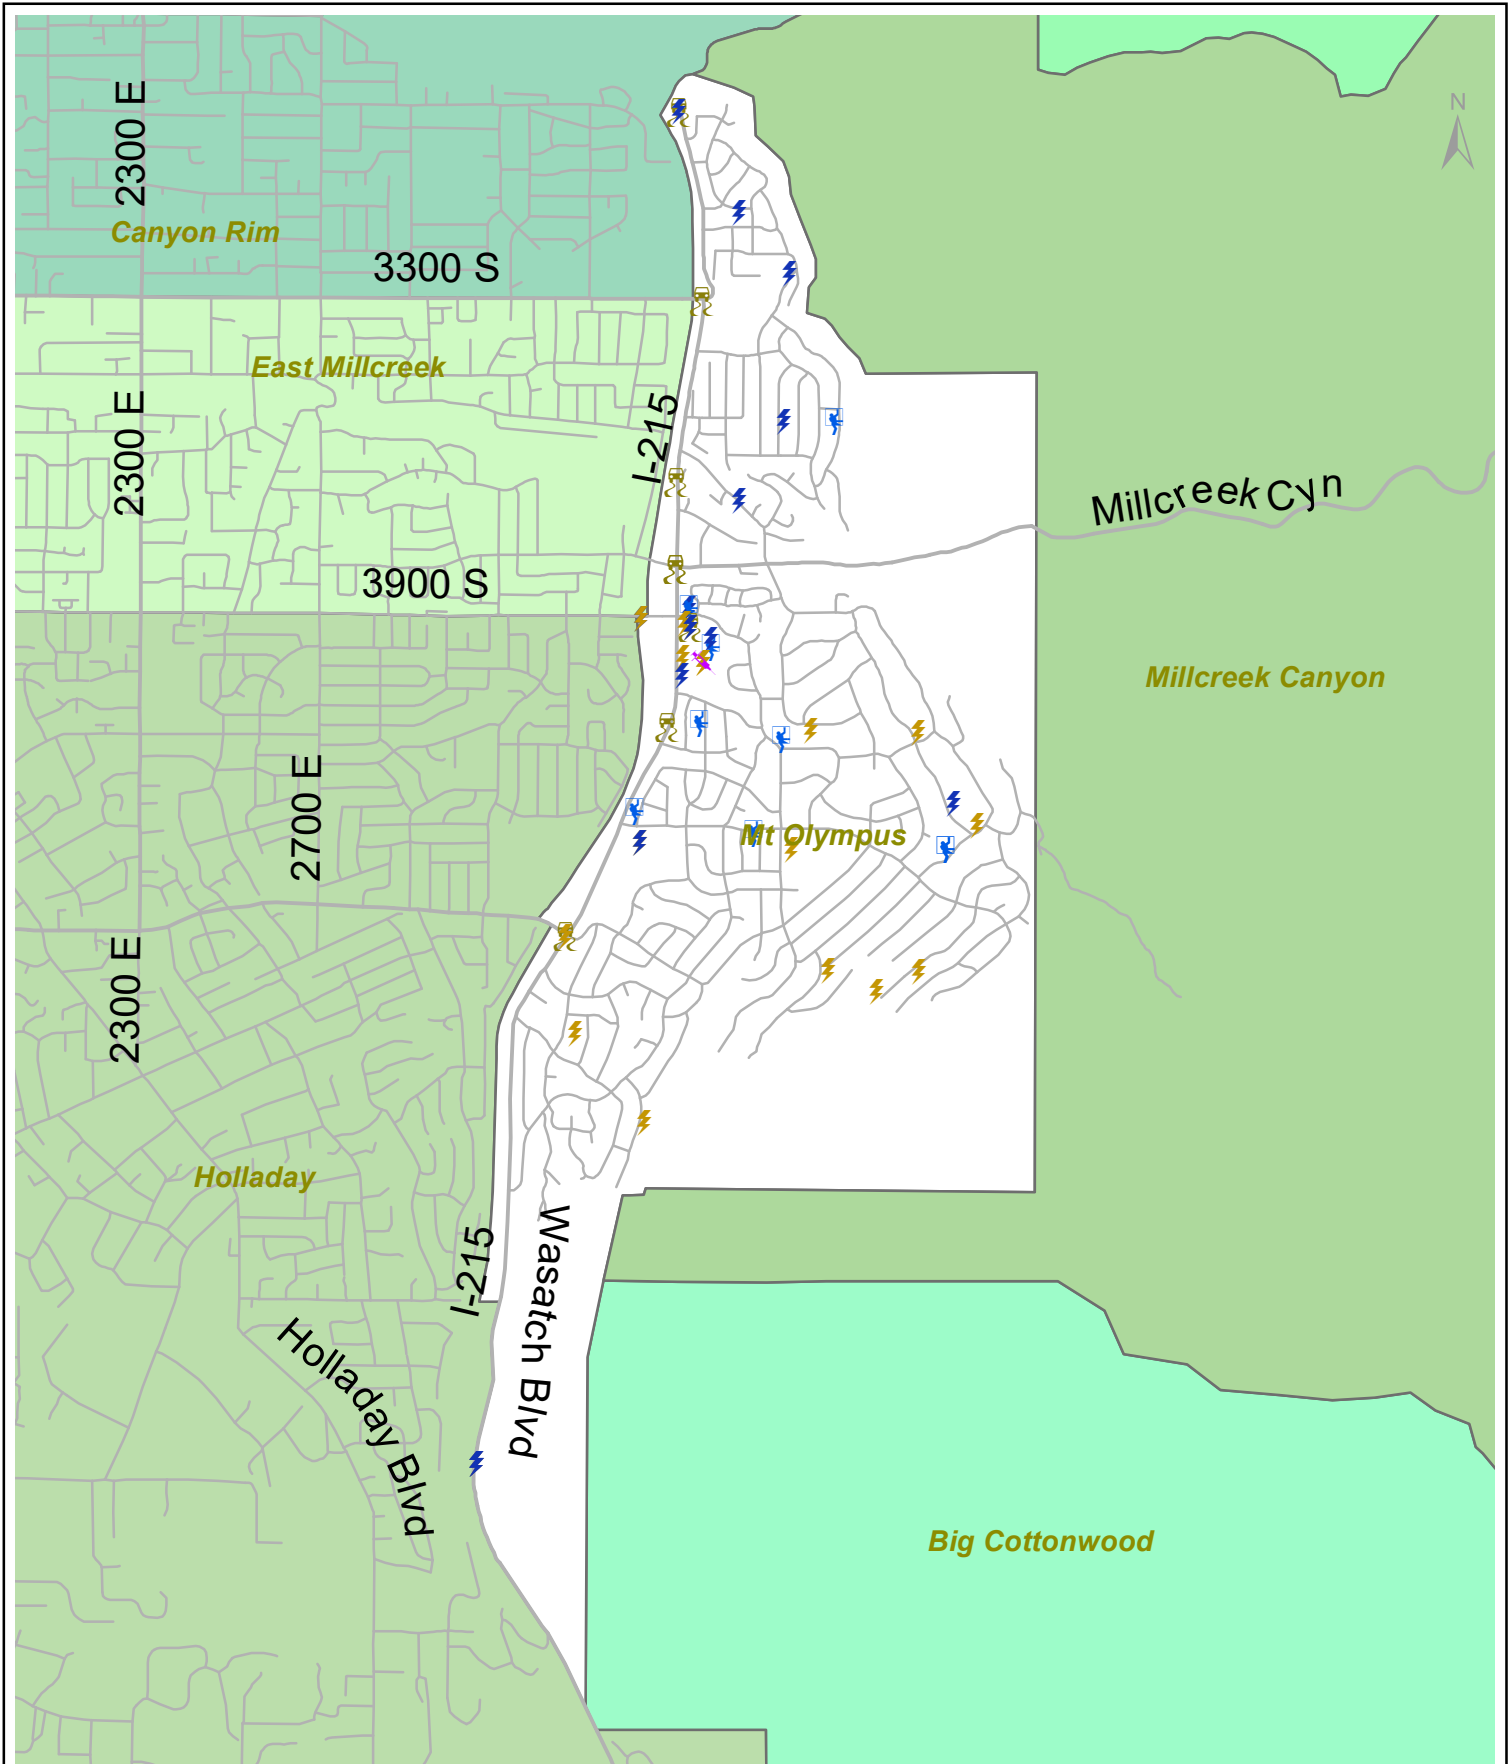 N
2300 E
Canyon Rim
3300 S
East Millcreek
2300 E
I-215
Millcreek Cyn
3900 S
Millcreek Canyon
2700 E
Mt Olympus
2300 E
Holladay
I-215
Wasatch Blvd
Holladay Blvd
Big Cottonwood